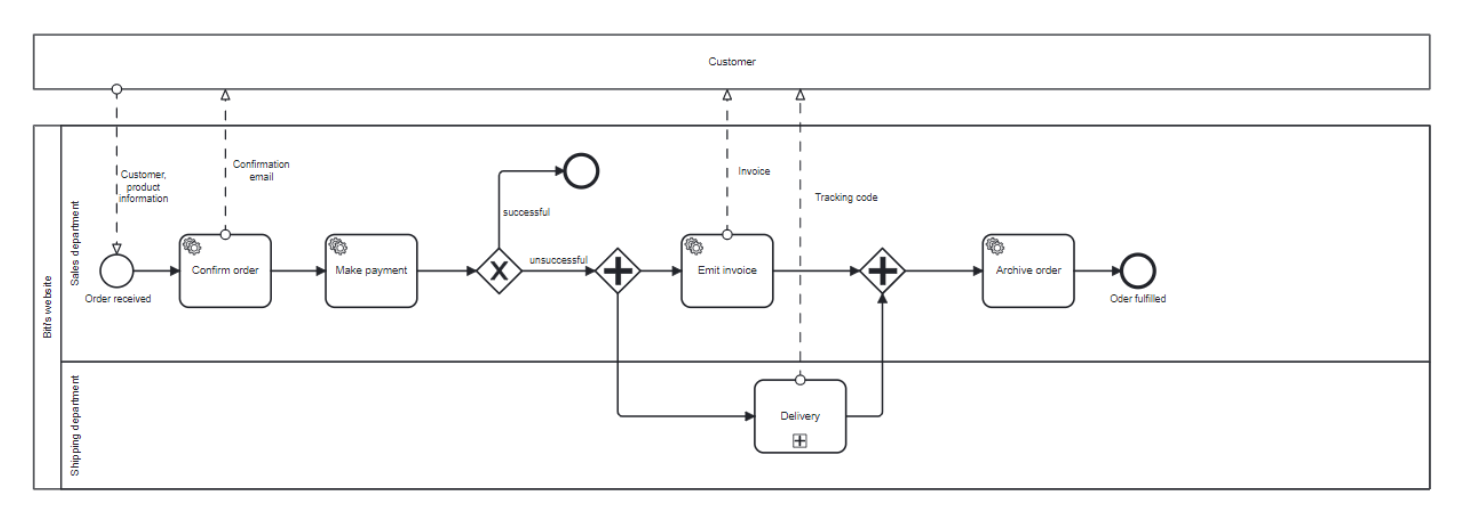 Customer
Customer,
product
information
Confirmation
email
Invoice
Tracking code
successful
unsuccessful
Biti's website
Sales department
Order received
Confirm order
Make payment
Emit invoice
Archive order
Oder fulfilled
Shipping department
Delivery